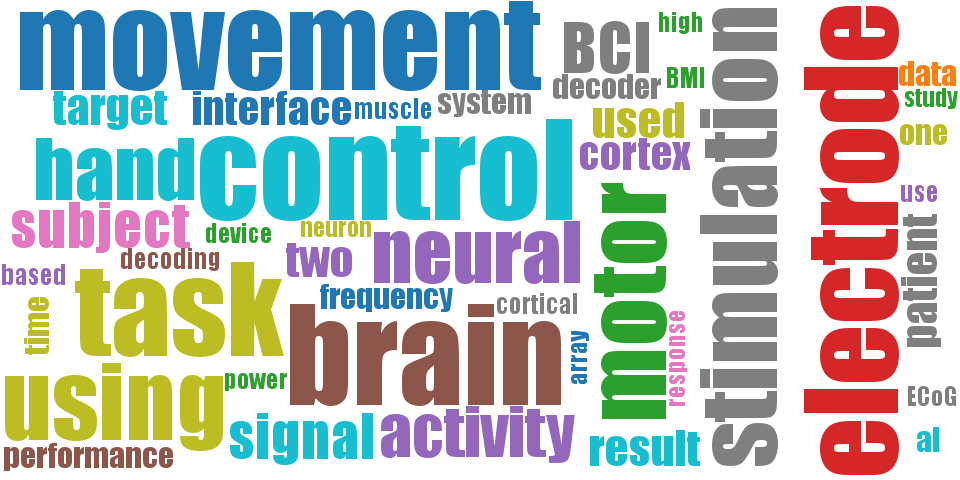 movement
BCI
high
stimulation
electrode
BMI
data
decoder
study
target
interface
muscle
system
used
one
hand
control
cortex
motor
use
subject
device
neuron
neural
patient
decoding
two
based
task
frequency
cortical
time
brain
array
response
using
power
ECoG
signal
activity
result
al
performance